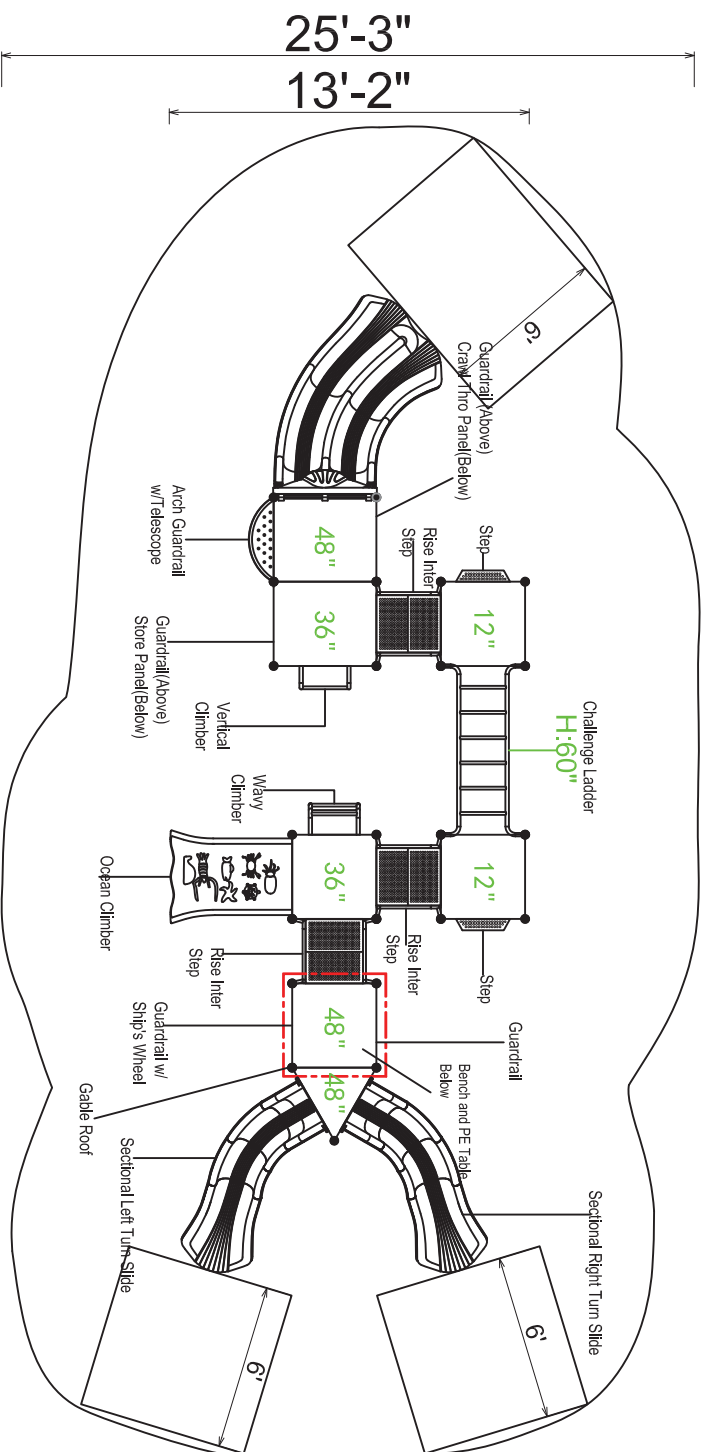 25'-3"
13'-2"
6'
Guardrail(Above)
Crawl Thro Panel(Below)
Arch Guardrail
w/Telescope
48"
Rise Inter
Step
Step
12"
36"
Guardrail(Above)
Store Panel(Below)
Vertical
Climber
Challenge Ladder
H:60"
Wavy
Climber
36"
12"
Ocean Climber
Rise Inter
Step
Rise Inter
Step
Step
Guardrail w/
Ship's Wheel
48"
Guardrail
48"
Bench and PE Table
Below
Gable Roof
Sectional Left Turn Slide
Sectional Right Turn Slide
6'
6'